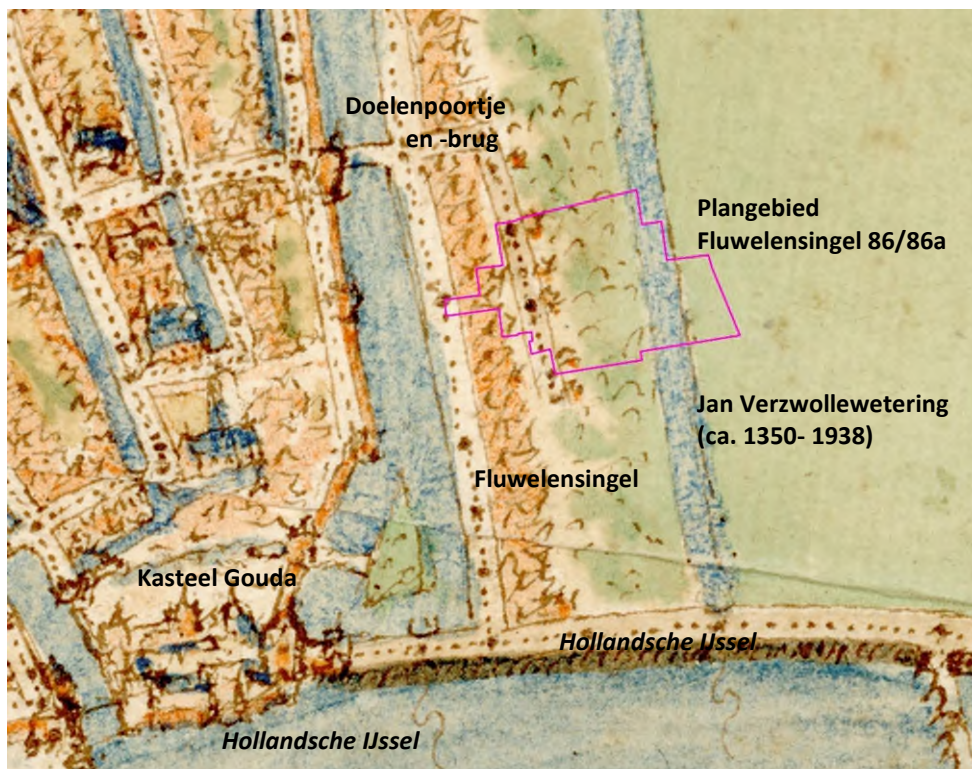 Doelenpoortje
en -brug
Plangebied
Fluwelensingel 86/86a
Jan Verzwollewetering
(ca. 1350- 1938)
Fluwelensingel
Kasteel Gouda
Hollandsche IJssel
Hollandsche IJssel